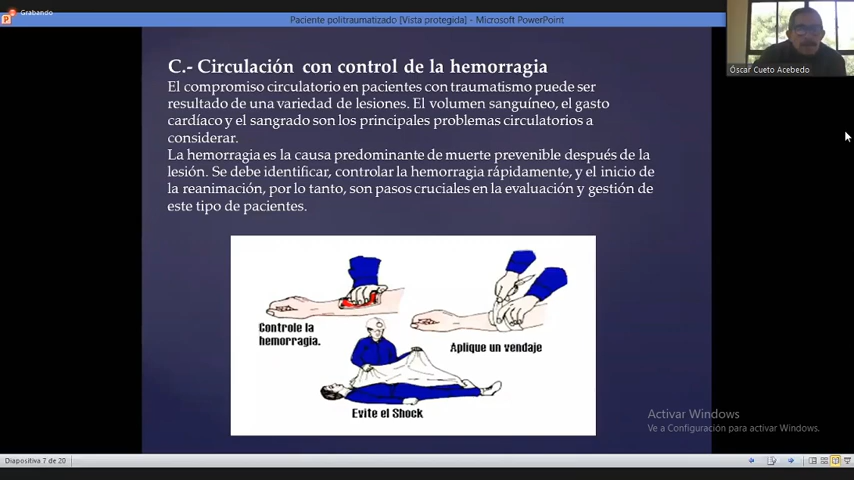 Grabando
Paciente politraumatizado [Vista protegida] - Microsoft PowerPoint
Óscar Cueto Acebedo
C.- Circulación con control de la hemorragia
El compromiso circulatorio en pacientes con traumatismo puede ser
resultado de una variedad de lesiones. El volumen sanguíneo, el gasto
cardíaco y el sangrado son los principales problemas circulatorios a
considerar.
La hemorragia es la causa predominante de muerte prevenible después de la
lesión. Se debe identificar, controlar la hemorragia rápidamente, y el inicio de
la reanimación, por lo tanto, son pasos cruciales en la evaluación y gestión de
este tipo de pacientes.
Controle la
hemorragia.
Aplique un vendaje
Evite el Shock
Activar Windows
Ve a Configuración para activar Windows.
Diapositiva 7 de 20